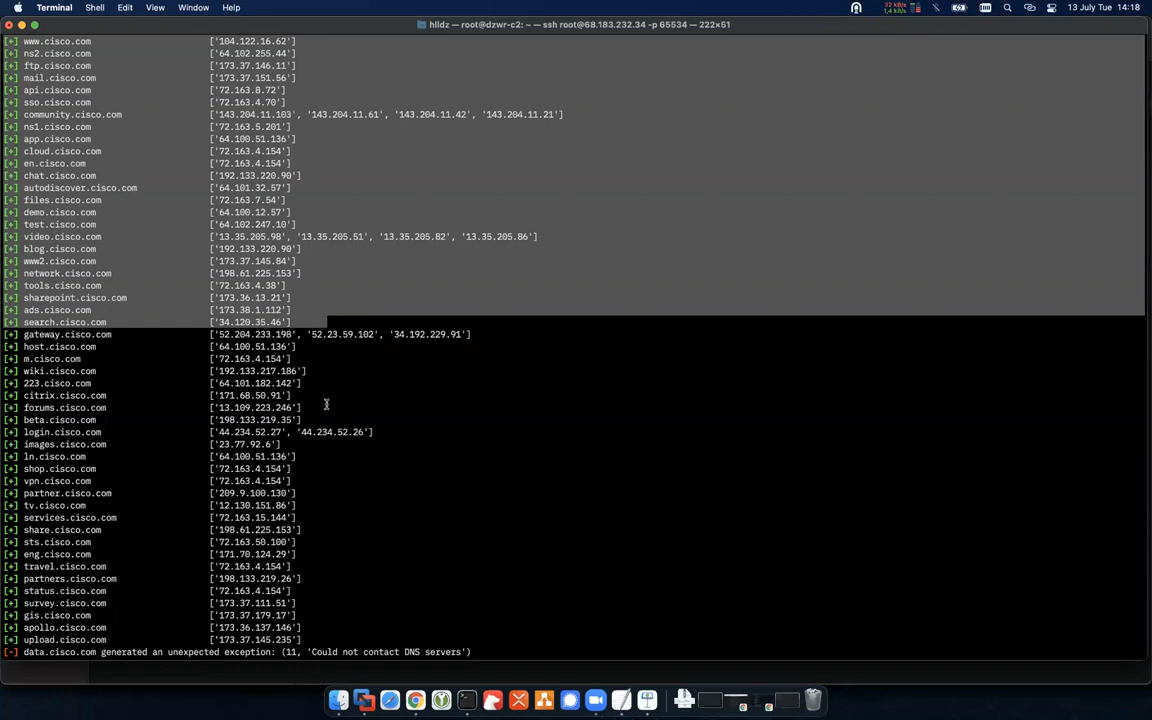 Terminal Shell Edit View Window Help 32 kB/s 1,4 kB/s 13 July Tue 14:18
hlldz — root@dzwr-c2: ~ — ssh root@68.183.232.34 -p 65534 — 222×51
[+] www.cisco.com ['104.122.16.62']
[+] ns2.cisco.com ['64.102.255.44']
[+] ftp.cisco.com ['173.37.146.11']
[+] mail.cisco.com ['173.37.151.56']
[+] api.cisco.com ['72.163.8.72']
[+] sso.cisco.com ['72.163.4.70']
[+] community.cisco.com ['143.204.11.103', '143.204.11.61', '143.204.11.42', '143.204.11.21']
[+] ns1.cisco.com ['72.163.5.201']
[+] app.cisco.com ['64.100.51.136']
[+] cloud.cisco.com ['72.163.4.154']
[+] en.cisco.com ['72.163.4.154']
[+] chat.cisco.com ['192.133.220.90']
[+] autodiscover.cisco.com ['64.101.32.57']
[+] files.cisco.com ['72.163.7.54']
[+] demo.cisco.com ['64.100.12.57']
[+] test.cisco.com ['64.102.247.10']
[+] video.cisco.com ['13.35.205.98', '13.35.205.51', '13.35.205.82', '13.35.205.86']
[+] blog.cisco.com ['192.133.220.90']
[+] www2.cisco.com ['173.37.145.84']
[+] network.cisco.com ['198.61.225.153']
[+] tools.cisco.com ['72.163.4.38']
[+] sharepoint.cisco.com ['173.36.13.21']
[+] ads.cisco.com ['173.38.1.112']
[+] search.cisco.com ['34.120.35.46']
[+] gateway.cisco.com ['52.204.233.198', '52.23.59.102', '34.192.229.91']
[+] host.cisco.com ['64.100.51.136']
[+] m.cisco.com ['72.163.4.154']
[+] wiki.cisco.com ['192.133.217.186']
[+] 223.cisco.com ['64.101.182.142']
[+] citrix.cisco.com ['171.68.50.91']
[+] forums.cisco.com ['13.109.223.246']
[+] beta.cisco.com ['198.133.219.35']
[+] login.cisco.com ['44.234.52.27', '44.234.52.26']
[+] images.cisco.com ['23.77.92.6']
[+] ln.cisco.com ['64.100.51.136']
[+] shop.cisco.com ['72.163.4.154']
[+] vpn.cisco.com ['72.163.4.154']
[+] partner.cisco.com ['209.9.100.130']
[+] tv.cisco.com ['12.130.151.86']
[+] services.cisco.com ['72.163.15.144']
[+] share.cisco.com ['198.61.225.153']
[+] sts.cisco.com ['72.163.50.100']
[+] eng.cisco.com ['171.70.124.29']
[+] travel.cisco.com ['72.163.4.154']
[+] partners.cisco.com ['198.133.219.26']
[+] status.cisco.com ['72.163.4.154']
[+] survey.cisco.com ['173.37.111.51']
[+] gis.cisco.com ['173.37.179.17']
[+] apollo.cisco.com ['173.36.137.146']
[+] upload.cisco.com ['173.37.145.235']
[-] data.cisco.com generated an unexpected exception: (11, 'Could not contact DNS servers')